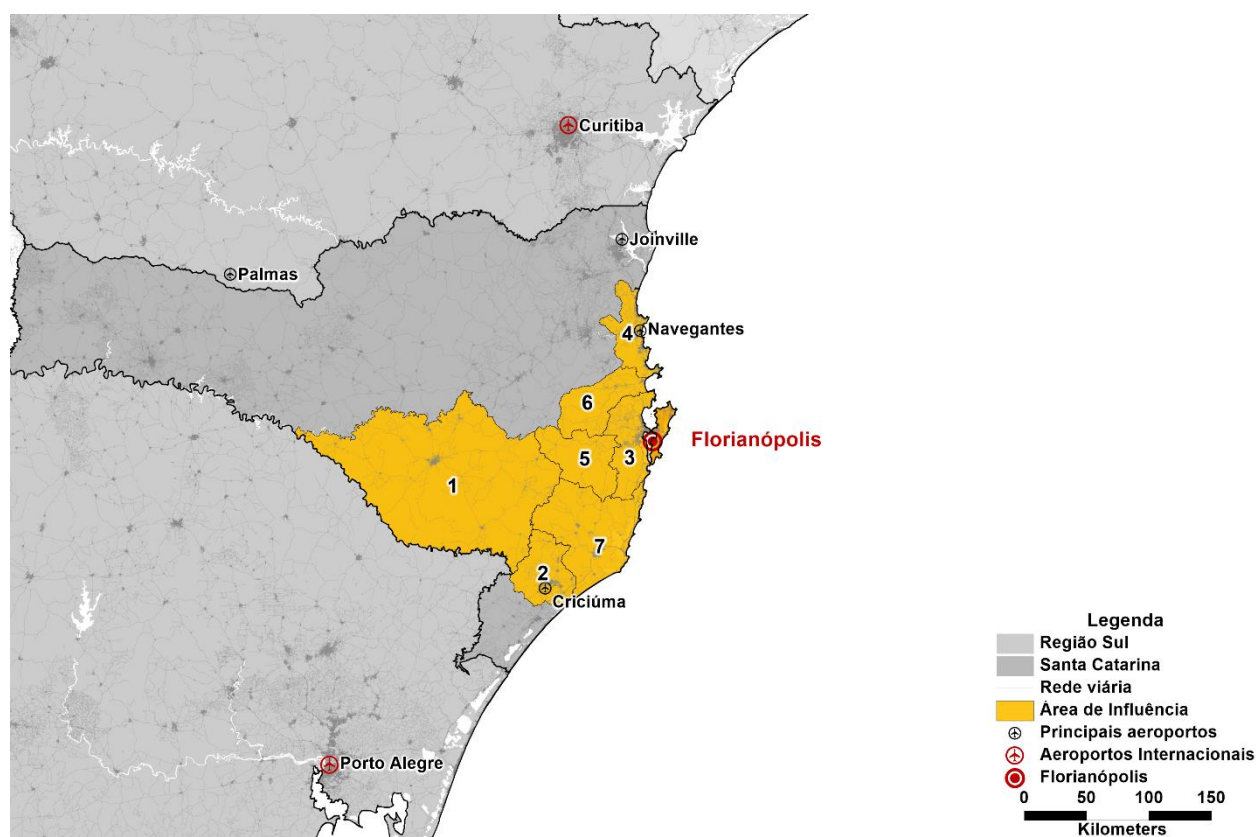 Curitiba
Joinville
Palmas
4
Navegantes
6
Florianópolis
5
3
1
7
2
Criciúma
Porto Alegre
Legenda
Região Sul
Santa Catarina
Rede viária
Área de Influência
Principais aeroportos
Aeroportos Internacionais
Florianópolis
0 50 100 150
Kilometers